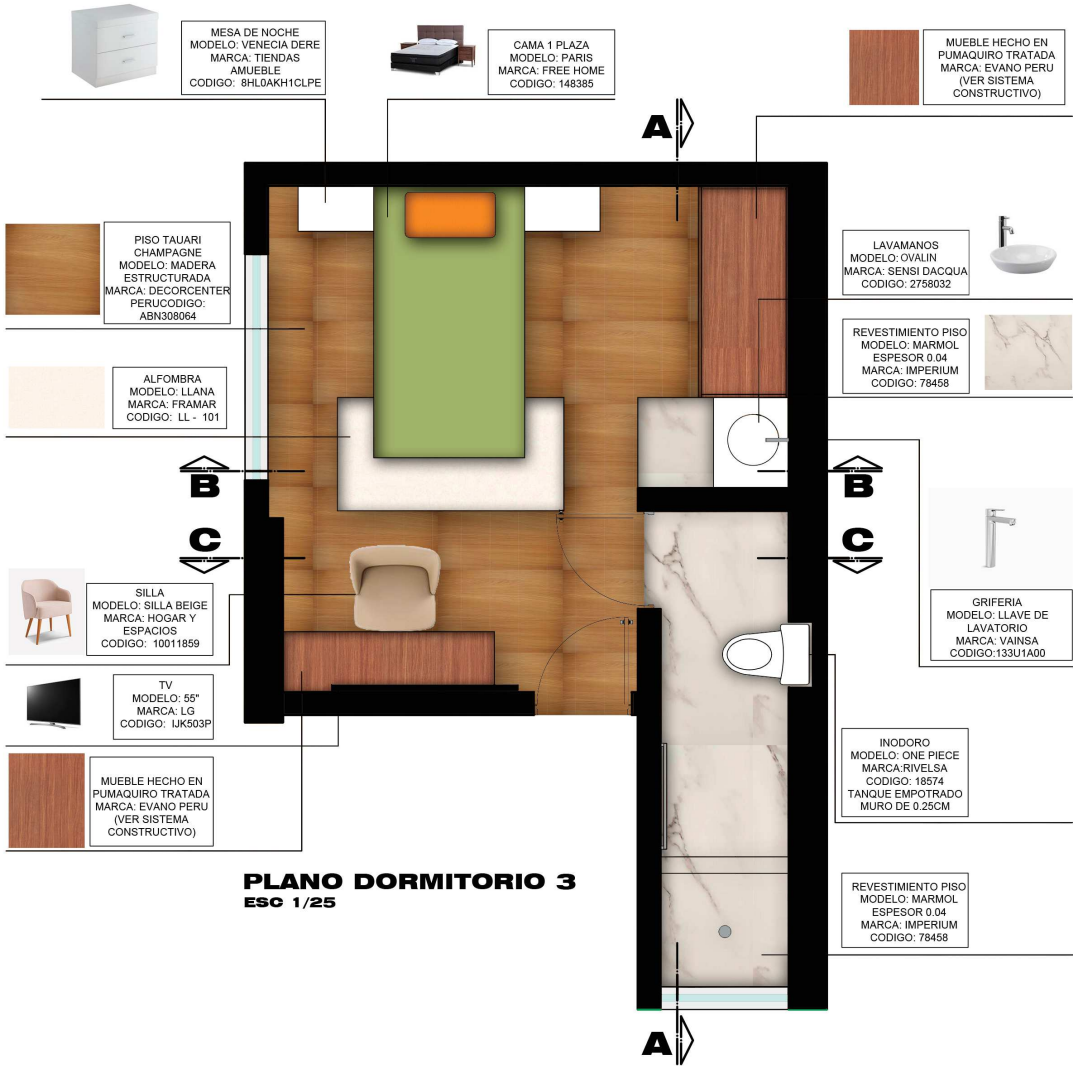 MESA DE NOCHE
MODELO: VENECIA DERE
MARCA: TIENDAS
AMUEBLE
CODIGO: 8HL0AKH1CLPE
CAMA 1 PLAZA
MODELO: PARIS
MARCA: FREE HOME
CODIGO: 148385
MUEBLE HECHO EN
PUMAQUIRO TRATADA
MARCA: EVANO PERU
(VER SISTEMA
CONSTRUCTIVO)
A
PISO TAUARI
CHAMPAGNE
MODELO: MADERA
ESTRUCTURADA
MARCA: DECORCENTER
PERUCODIGO:
ABN308064
LAVAMANOS
MODELO: OVALIN
MARCA: SENSI DACQUA
CODIGO: 2758032
REVESTIMIENTO PISO
MODELO: MARMOL
ESPESOR 0.04
MARCA: IMPERIUM
CODIGO: 78458
ALFOMBRA
MODELO: LLANA
MARCA: FRAMAR
CODIGO: LL - 101
B
B
C
C
SILLA
MODELO: SILLA BEIGE
MARCA: HOGAR Y
ESPACIOS
CODIGO: 10011859
GRIFERIA
MODELO: LLAVE DE
LAVATORIO
MARCA: VAINSA
CODIGO:133U1A00
TV
MODELO: 55"
MARCA: LG
CODIGO: IJK503P
INODORO
MODELO: ONE PIECE
MARCA:RIVELSA
CODIGO: 18574
TANQUE EMPOTRADO
MURO DE 0.25CM
MUEBLE HECHO EN
PUMAQUIRO TRATADA
MARCA: EVANO PERU
(VER SISTEMA
CONSTRUCTIVO)
PLANO DORMITORIO 3
ESC 1/25
REVESTIMIENTO PISO
MODELO: MARMOL
ESPESOR 0.04
MARCA: IMPERIUM
CODIGO: 78458
A